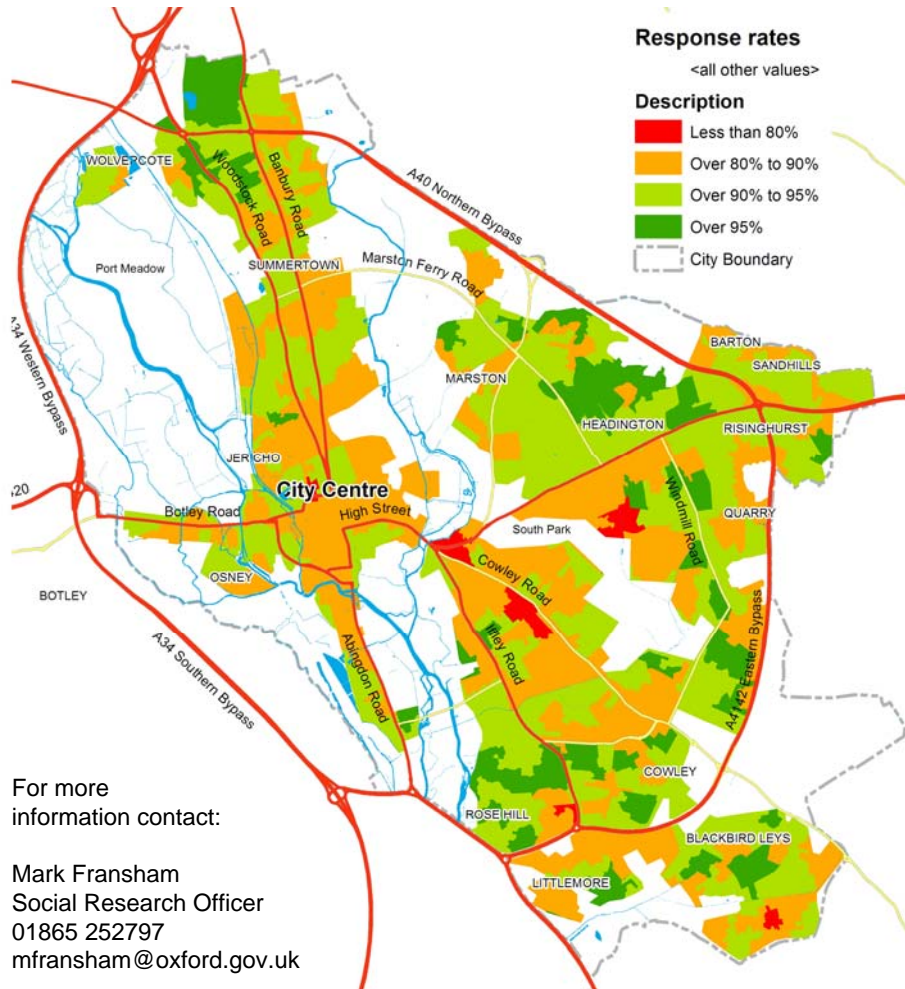 Response rates
<all other values>
Description
Less than 80%
Over 80% to 90%
Over 90% to 95%
Over 95%
City Boundary
WOLVERCOTE
Woodstock Road
Banbury Road
A40 Northern Bypass
Port Meadow
SUMMERTOWN
Marston Ferry Road
A34 Western Bypass
BARTON
SANDHILLS
MARSTON
HEADINGTON
RISINGHURST
JERICHO
City Centre
420
Botley Road
High Street
South Park
Windmill Road
QUARRY
OSNEY
Cowley Road
BOTLEY
Iffley Road
Abingdon Road
A34 Southern Bypass
A4142 Eastern Bypass
COWLEY
ROSE HILL
BLACKBIRD LEYS
LITTLEMORE
For more
information contact:
Mark Fransham
Social Research Officer
01865 252797
mfransham@oxford.gov.uk